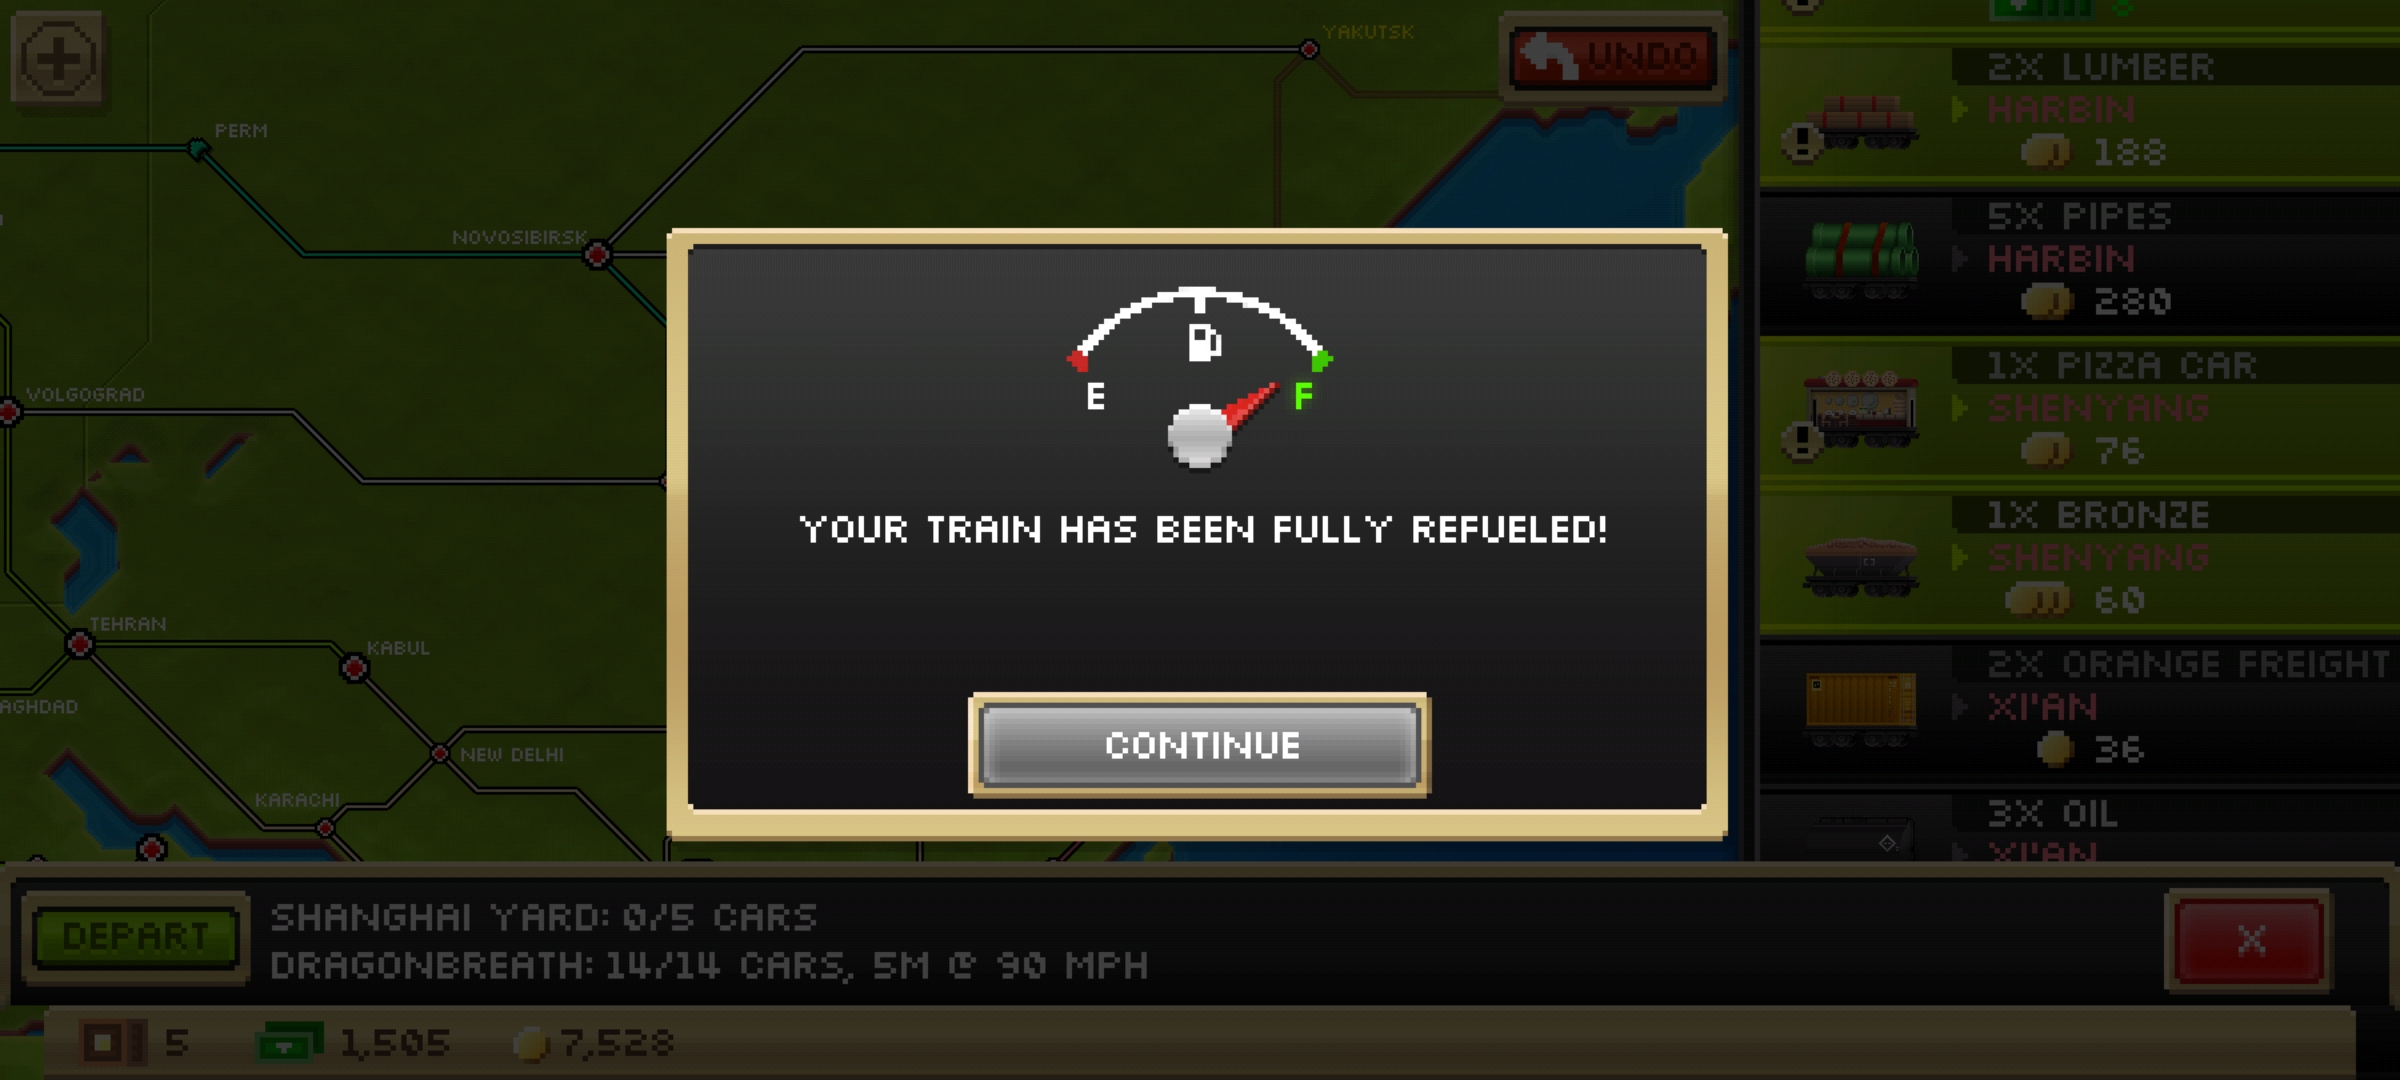 YAKUTSK
UNDO
PERM
NOVOSIBIRSK
VOLGOGRAD
TEHRAN
KABUL
AGHDAD
NEW DELHI
KARACHI
E
F
YOUR TRAIN HAS BEEN FULLY REFUELED!
CONTINUE
2X LUMBER
HARBIN
188
5X PIPES
HARBIN
280
1X PIZZA CAR
SHENYANG
76
1X BRONZE
SHENYANG
60
2X ORANGE FREIGHT
XI'AN
36
3X OIL
XI'AN
DEPART
SHANGHAI YARD: 0/5 CARS
DRAGONBREATH: 14/14 CARS, 5M @ 90 MPH
X
5
1,505
7,528